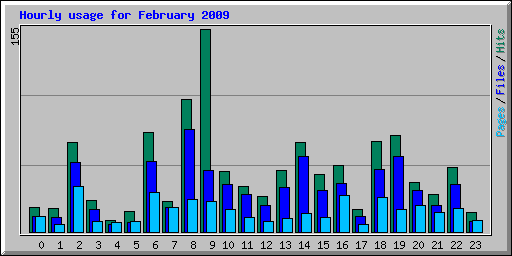 Hourly usage for February 2009
155
Pages / Files / Hits
0 1 2 3 4 5 6 7 8 9 10 11 12 13 14 15 16 17 18 19 20 21 22 23